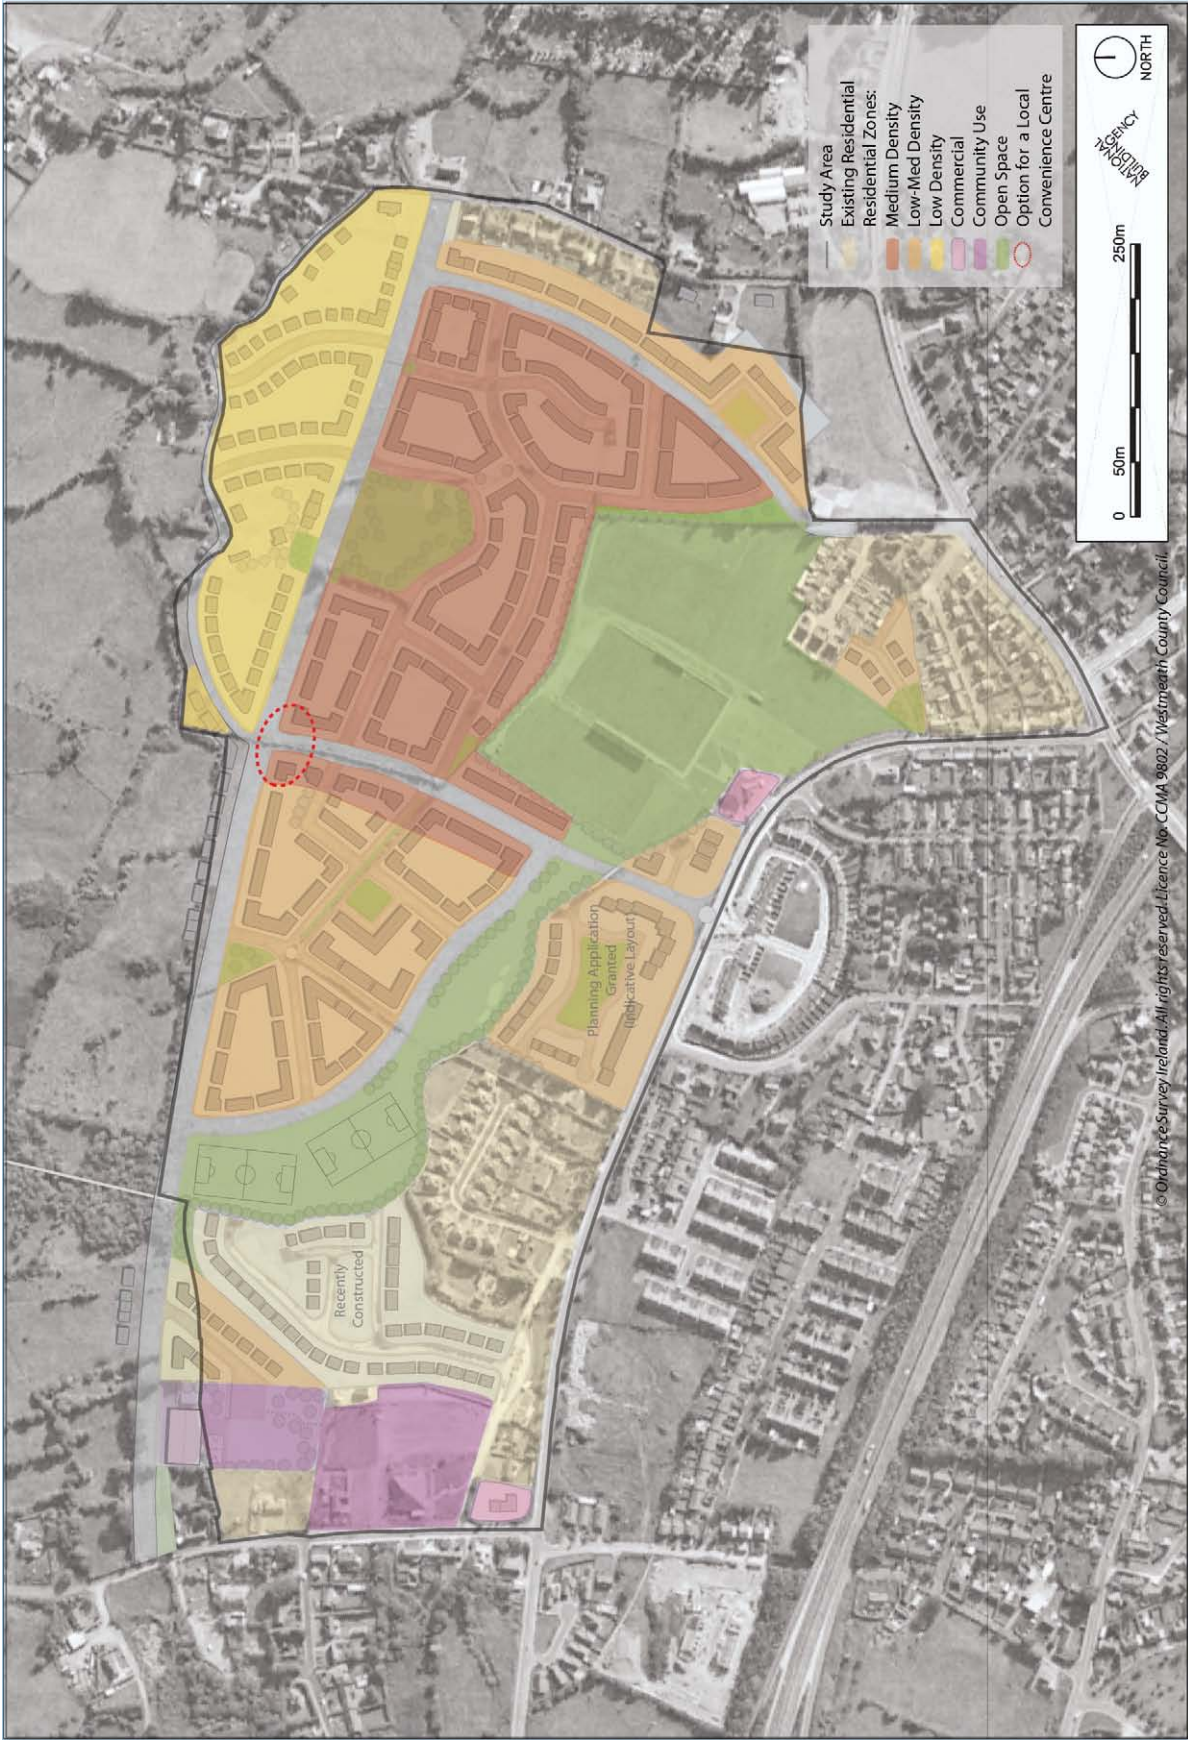 Study Area
Existing Residential
Residential Zones:
Medium Density
Low-Med Density
Low Density
Commercial
Community Use
Open Space
Option for a Local
Convenience Centre
Planning Application
Granted
(Indicative Layout)
Recently
Constructed
0 50m 250m
NATIONAL
BUILDING
AGENCY
NORTH
© Ordnance Survey Ireland. All rights reserved. Licence No: CCMA 9802 / Westmeath County Council.